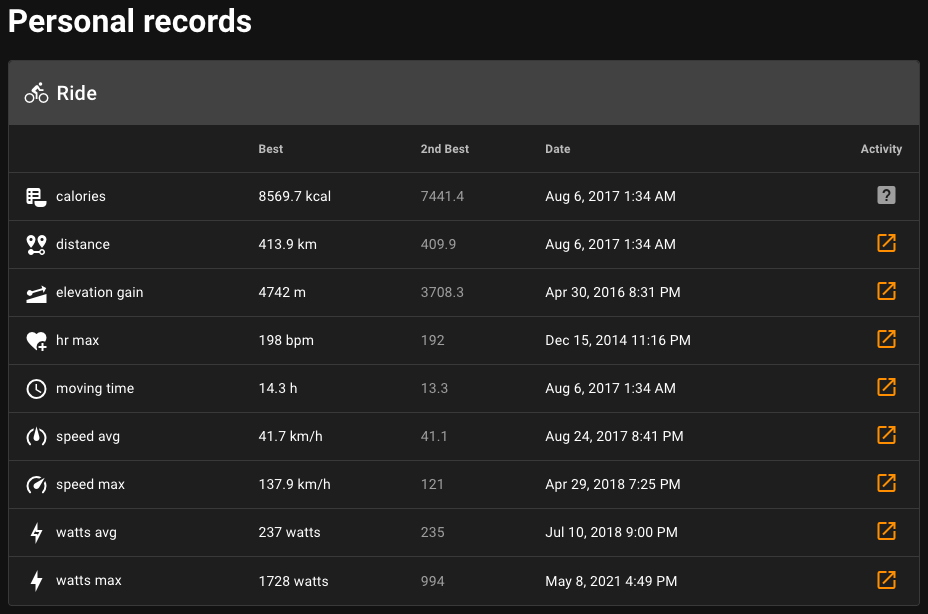 Personal records
Ride
Best 2nd Best Date Activity
calories 8569.7 kcal 7441.4 Aug 6, 2017 1:34 AM ?
distance 413.9 km 409.9 Aug 6, 2017 1:34 AM
elevation gain 4742 m 3708.3 Apr 30, 2016 8:31 PM
hr max 198 bpm 192 Dec 15, 2014 11:16 PM
moving time 14.3 h 13.3 Aug 6, 2017 1:34 AM
speed avg 41.7 km/h 41.1 Aug 24, 2017 8:41 PM
speed max 137.9 km/h 121 Apr 29, 2018 7:25 PM
watts avg 237 watts 235 Jul 10, 2018 9:00 PM
watts max 1728 watts 994 May 8, 2021 4:49 PM